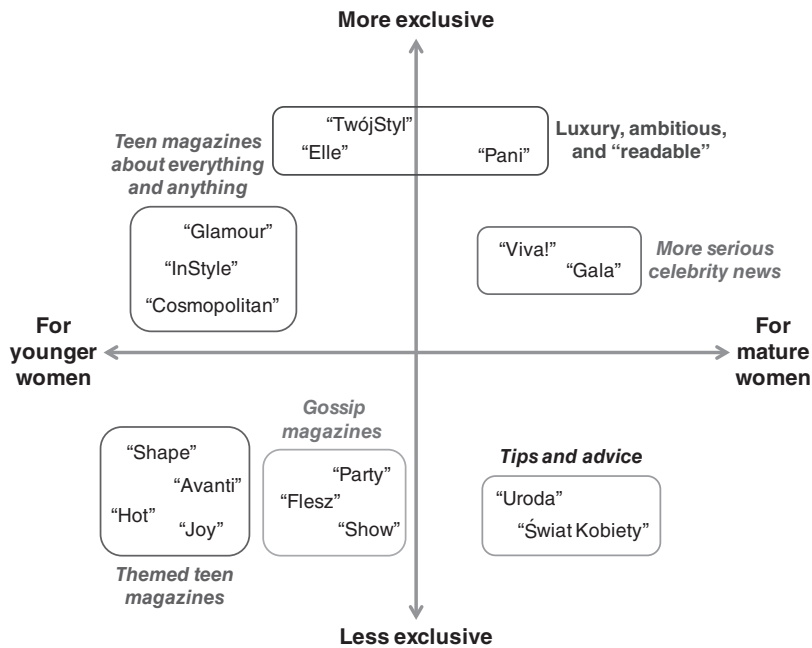 More exclusive
Teen magazines
about everything
and anything
“TwójStyl”
“Elle”
“Pani”
Luxury, ambitious,
and “readable”
“Glamour”
“InStyle”
“Cosmopolitan”
“Viva!”
“Gala”
More serious
celebrity news
For
younger
women
For
mature
women
Gossip
magazines
“Shape”
“Avanti”
“Hot”
“Joy”
“Party”
“Flesz”
“Show”
Tips and advice
“Uroda”
“Świat Kobiety”
Themed teen
magazines
Less exclusive